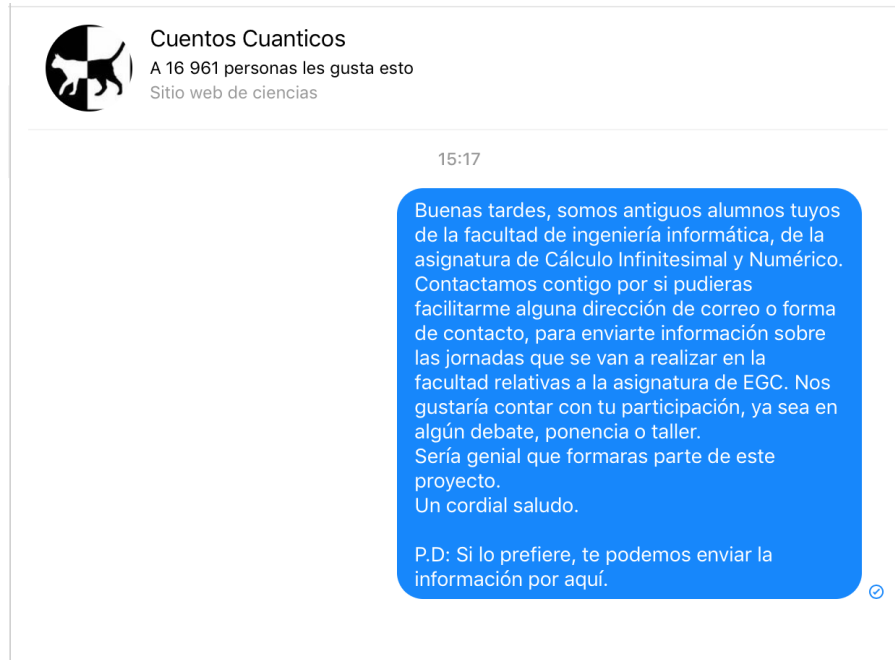 Cuentos Cuanticos
A 16 961 personas les gusta esto
Sitio web de ciencias
15:17
Buenas tardes, somos antiguos alumnos tuyos
de la facultad de ingeniería informática, de la
asignatura de Cálculo Infinitesimal y Numérico.
Contactamos contigo por si pudieras
facilitarme alguna dirección de correo o forma
de contacto, para enviarte información sobre
las jornadas que se van a realizar en la
facultad relativas a la asignatura de EGC. Nos
gustaría contar con tu participación, ya sea en
algún debate, ponencia o taller.
Sería genial que formaras parte de este
proyecto.
Un cordial saludo.
P.D: Si lo prefiere, te podemos enviar la
información por aquí.